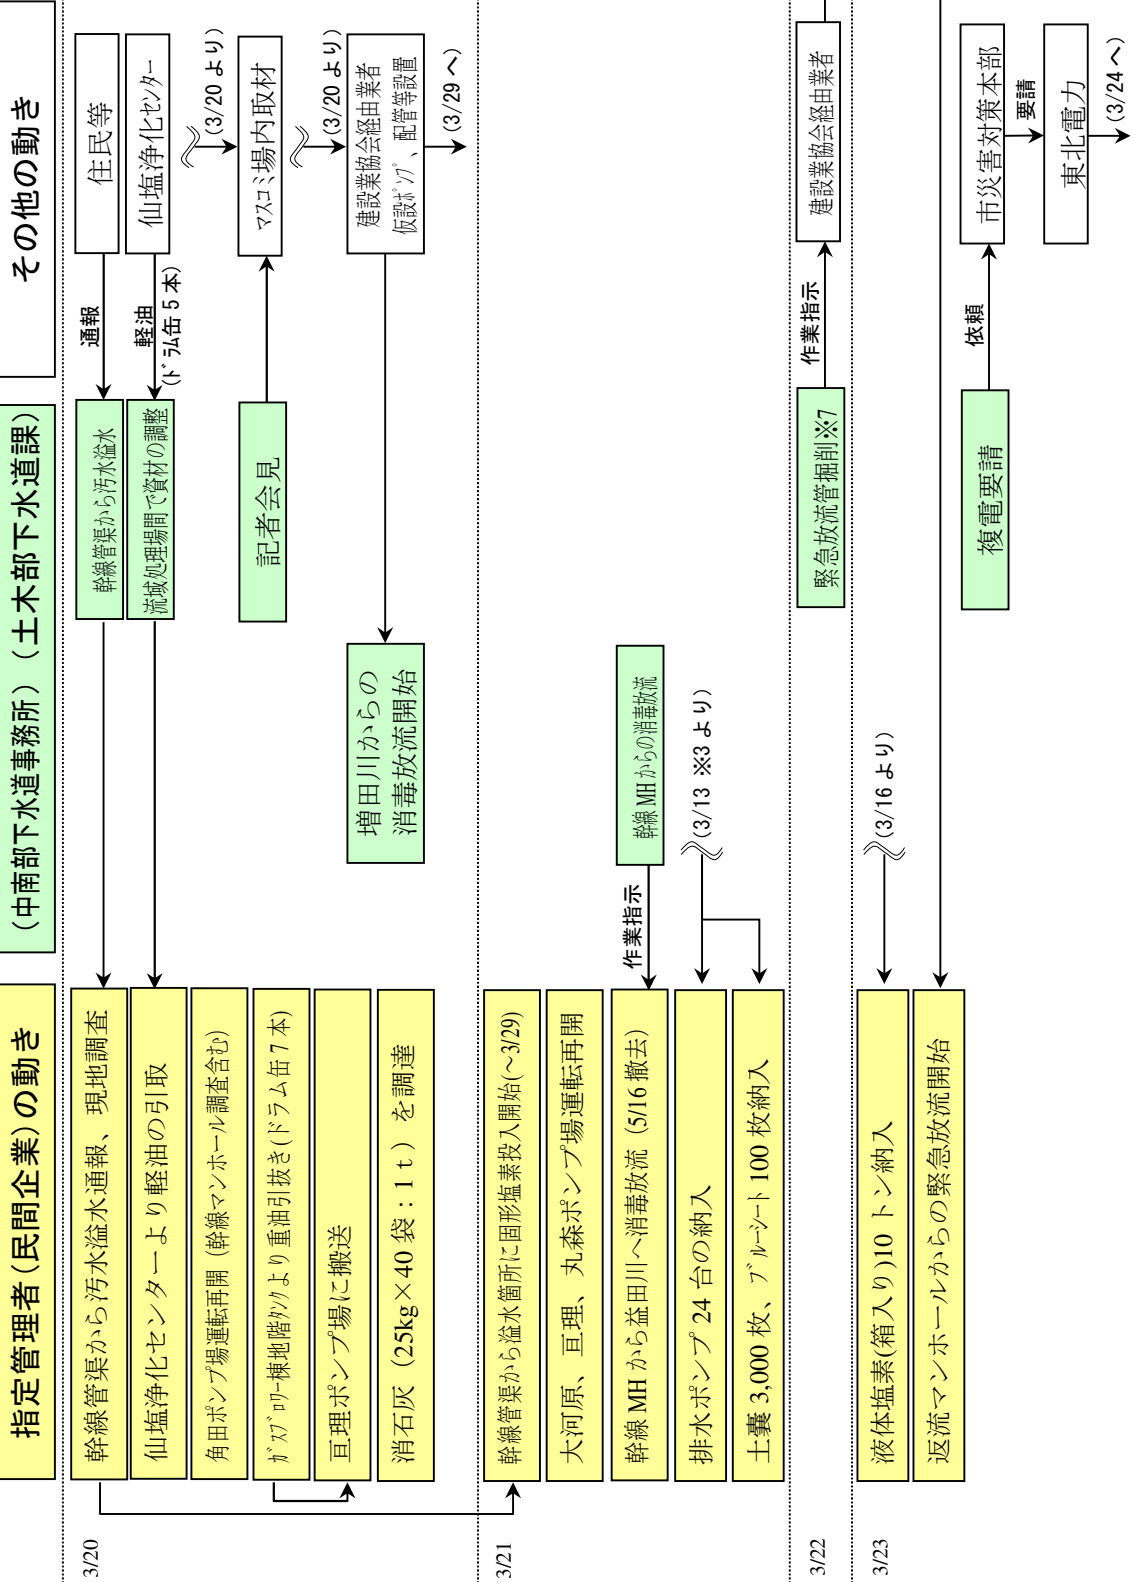 指定管理者(民間企業)の動き
(中南部下水道事務所)(土木部下水道課)
その他の動き
3/20
幹線管渠から汚水溢水通報、現地調査
幹線管渠から汚水溢水
通報
住民等
仙塩浄化センターより軽油の引取
流域処理場間で資材の調整
軽油
(ドラム缶5本)
仙塩浄化センター
角田ポンプ場運転再開(幹線マンホール調査含む)
(3/20より)
ガスブロワー棟地階タンクより重油引抜き(ドラム缶7本)
記者会見
マスコミ場内取材
亘理ポンプ場に搬送
(3/20より)
消石灰(25kg×40袋:1t)を調達
増田川からの
消毒放流開始
建設業協会経由業者
仮設ポンプ、配管等設置
(3/29へ)
3/21
幹線管渠から溢水箇所に固形塩素投入開始(~3/29)
大河原、亘理、丸森ポンプ場運転再開
幹線MHから益田川へ消毒放流(5/16撤去)
作業指示
幹線MHからの消毒放流
排水ポンプ24台の納入
(3/13 ※3より)
土嚢3,000枚、ブルーシート100枚納入
3/22
緊急放流管掘削※7
作業指示
建設業協会経由業者
3/23
液体塩素(箱入り)10トン納入
(3/16より)
返流マンホールからの緊急放流開始
複電要請
依頼
市災害対策本部
要請
東北電力
(3/24へ)